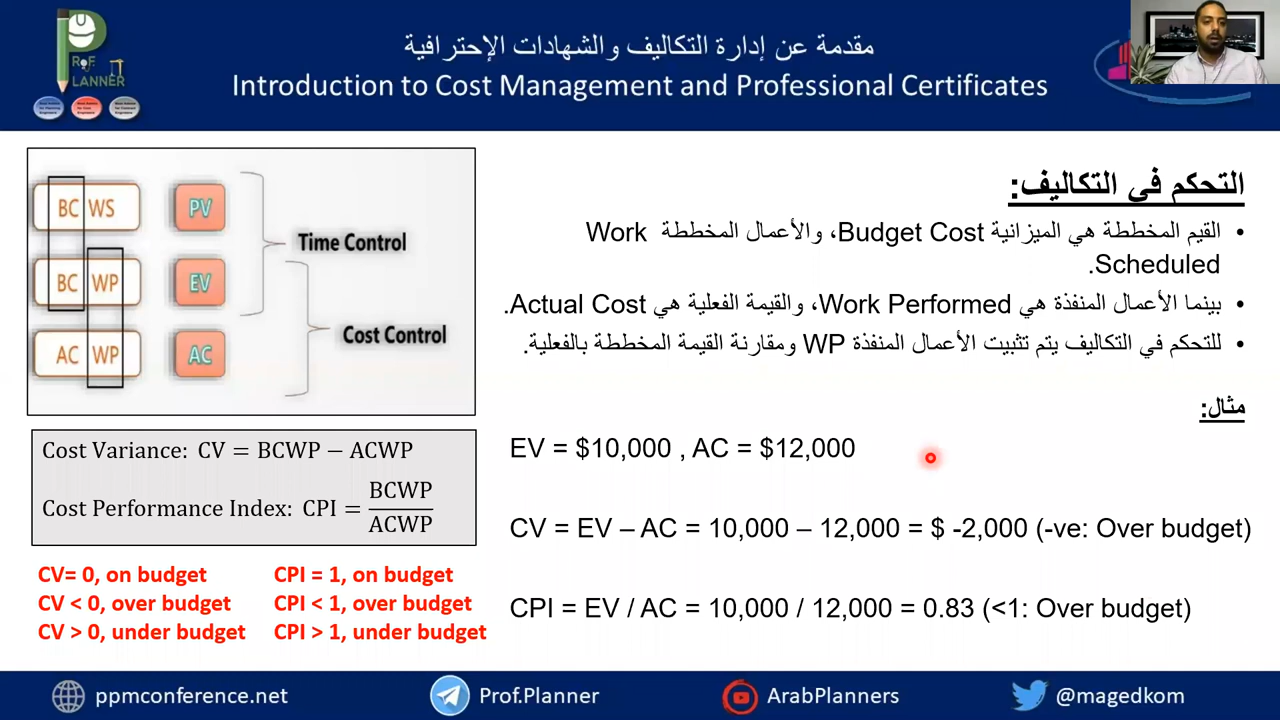 مقدمة عن إدارة التكاليف والشهادات الإحترافية
Introduction to Cost Management and Professional Certificates
PROF.
PLANNER
BC WS PV
Time Control
BC WP EV
Cost Control
AC WP AC
Cost Variance: CV = BCWP − ACWP
Cost Performance Index: CPI = BCWP / ACWP
CV= 0, on budget CPI = 1, on budget
CV < 0, over budget CPI < 1, over budget
CV > 0, under budget CPI > 1, under budget
التحكم في التكاليف:
• القيم المخططة هي الميزانية Budget Cost، والأعمال المخططة Work
Scheduled.
• بينما الأعمال المنفذة هي Work Performed، والقيمة الفعلية هي Actual Cost.
• للتحكم في التكاليف يتم تثبيت الأعمال المنفذة WP ومقارنة القيمة المخططة بالفعلية.
مثال:
EV = $10,000 , AC = $12,000
CV = EV – AC = 10,000 – 12,000 = $ -2,000 (-ve: Over budget)
CPI = EV / AC = 10,000 / 12,000 = 0.83 (<1: Over budget)
ppmconference.net Prof.Planner ArabPlanners @magedkom